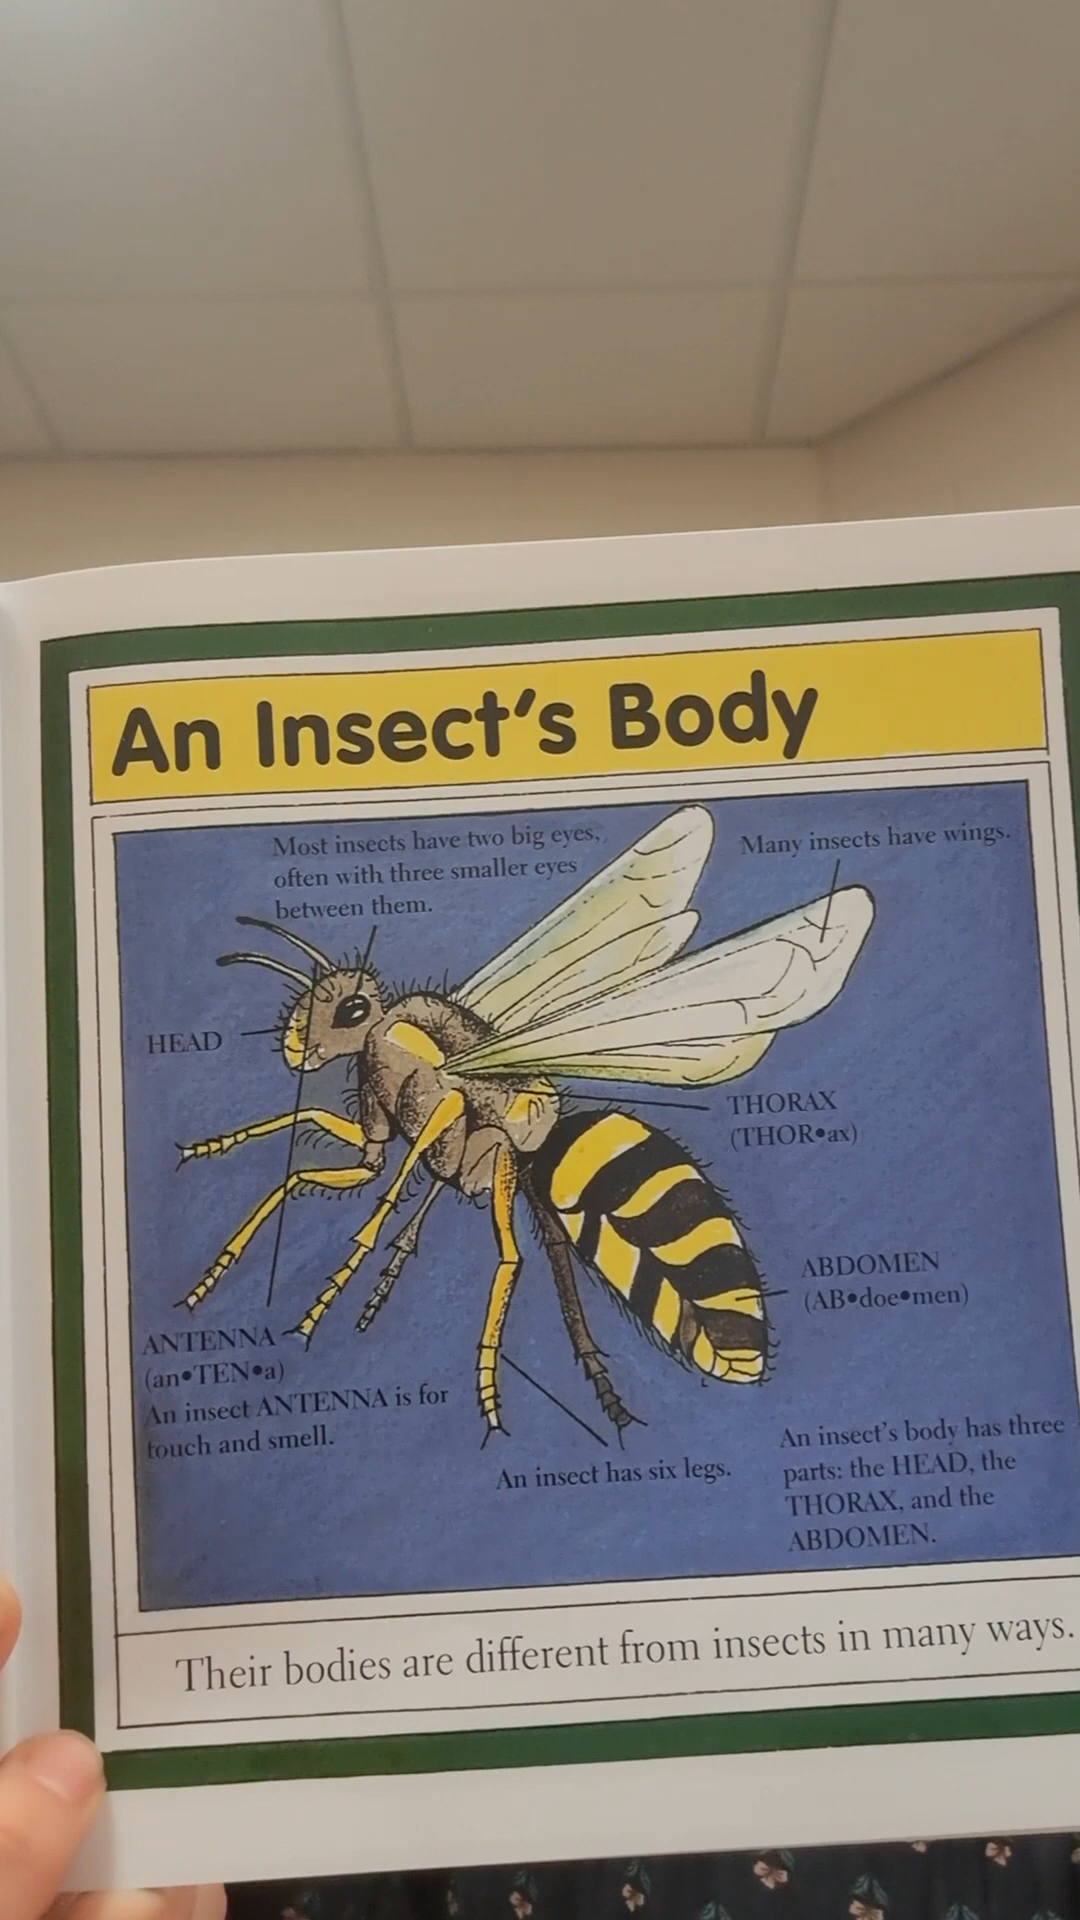 An Insect's Body
Most insects have two big eyes,
often with three smaller eyes
between them.
Many insects have wings.
HEAD
THORAX
(THOR•ax)
ABDOMEN
(AB•doe•men)
ANTENNA
(an•TEN•a)
An insect ANTENNA is for
touch and smell.
An insect has six legs.
An insect's body has three
parts: the HEAD, the
THORAX, and the
ABDOMEN.
Their bodies are different from insects in many ways.